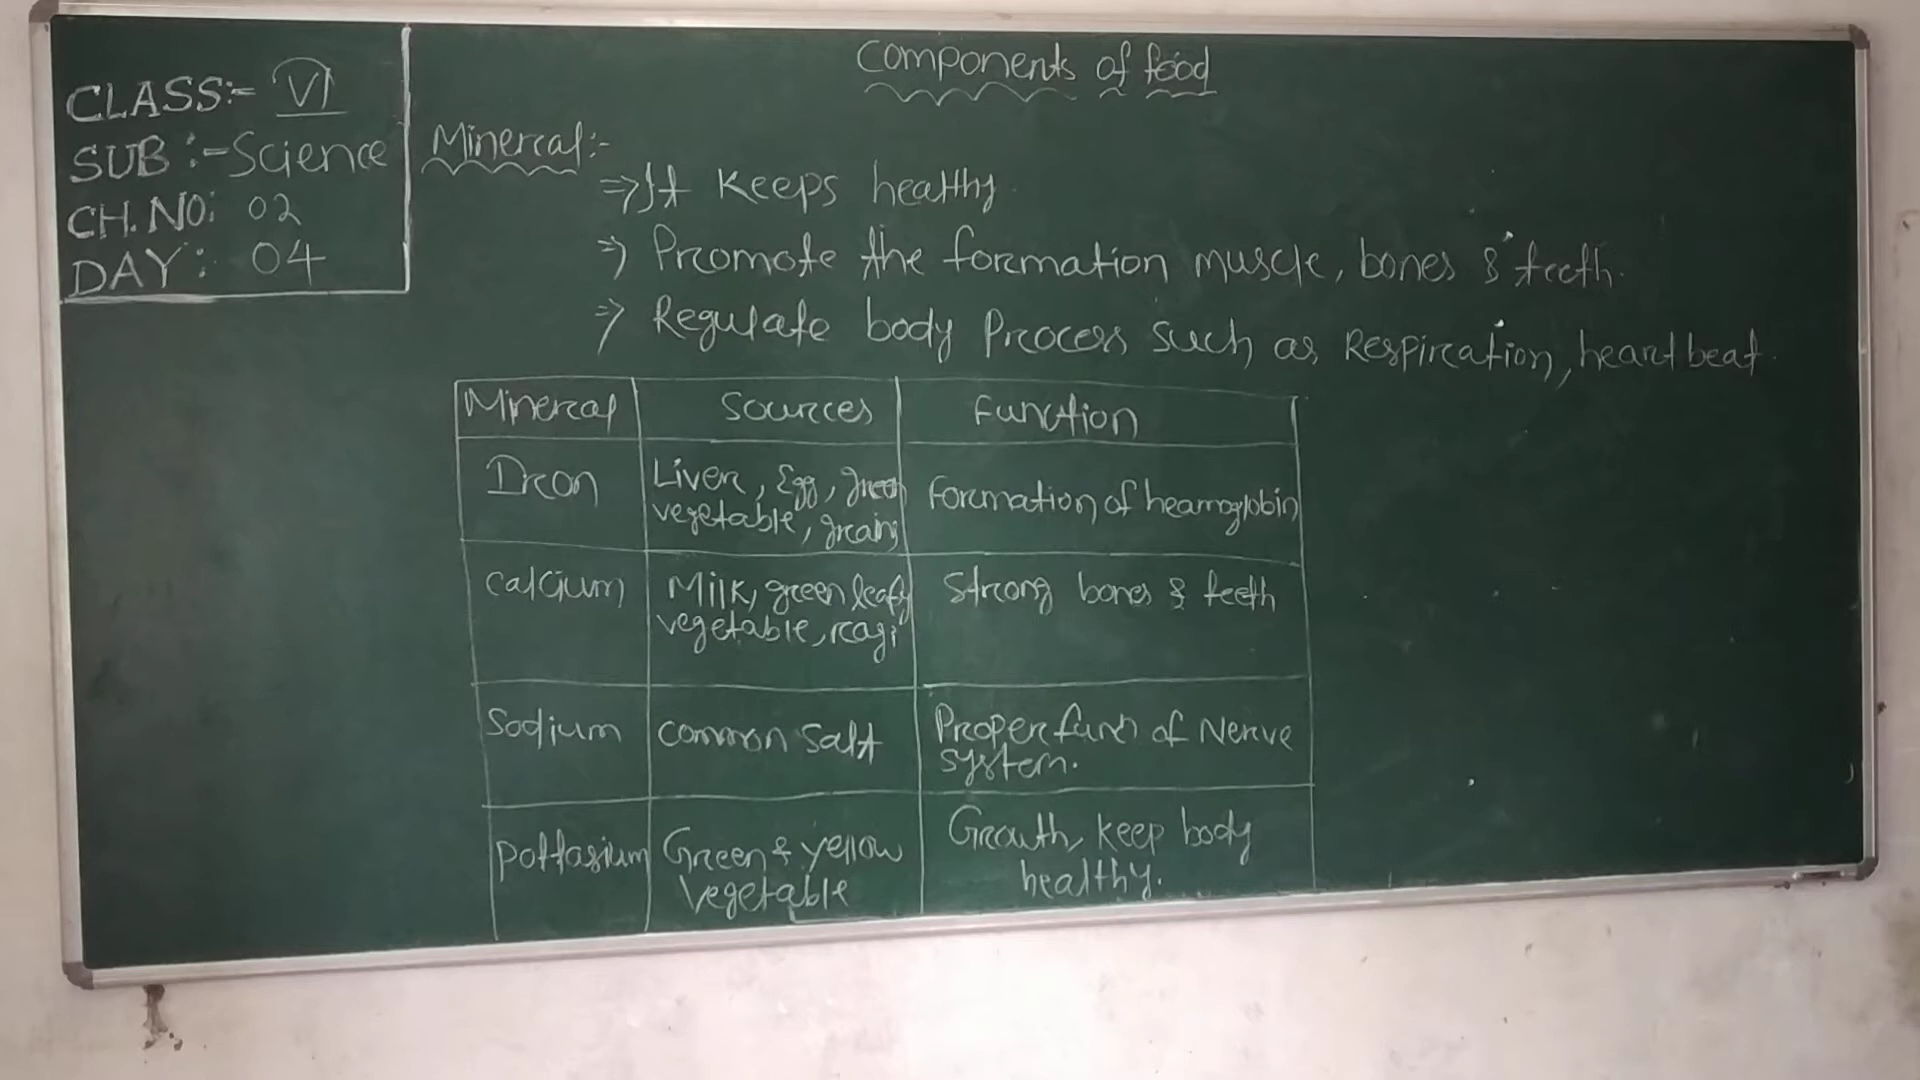 Components of food
CLASS:- VI
SUB :- Science
CH. NO: 02
DAY: 04
Mineral:-
⇒ It Keeps healthy.
⇒ Promote the formation muscle, bones & teeth.
⇒ Regulate body Process such as Respiration, heart beat.
Mineral Sources Function
Iron Liver, Egg, green Formation of heamoglobin
vegetable, grains
Calcium Milk, green leafy Strong bones & teeth
vegetable, ragi
Sodium common Salt Proper of Nerve
system.
Pottasium Green & yellow Growth, keep body
vegetable healthy.